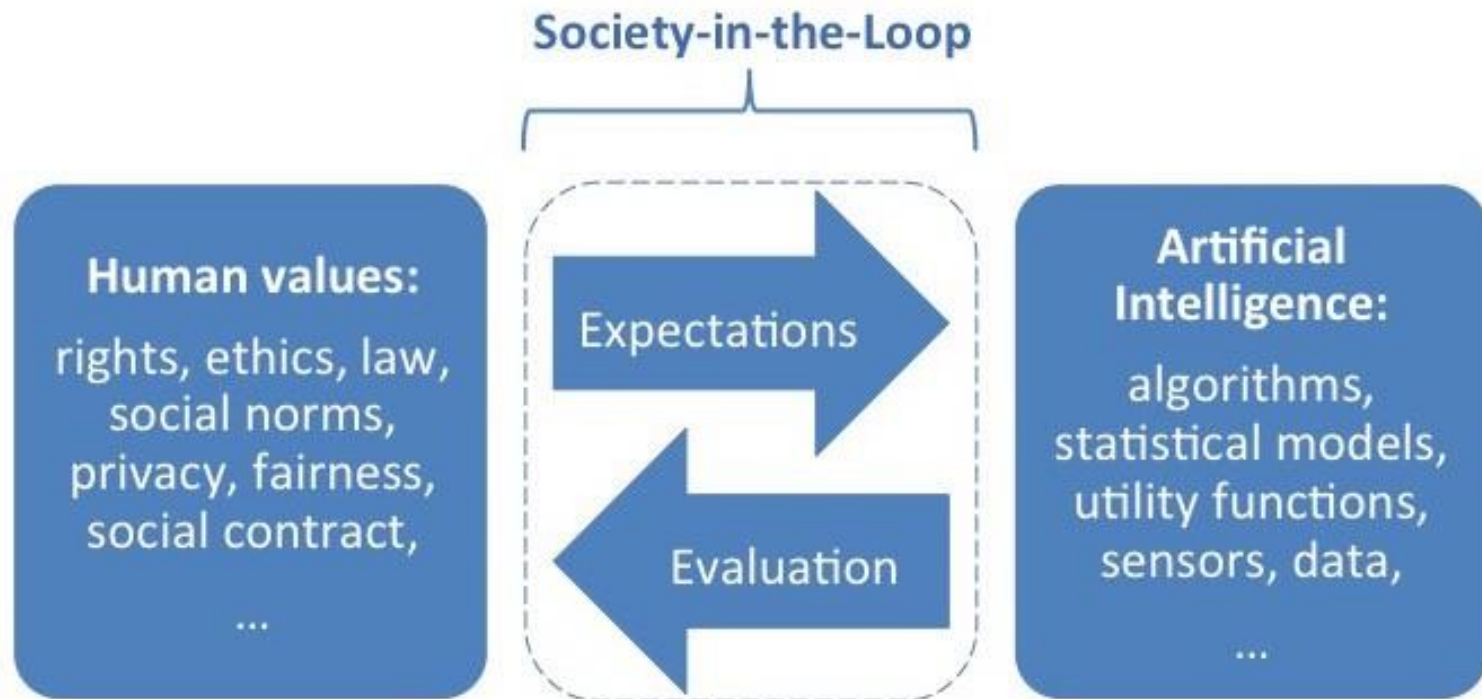 Society-in-the-Loop
Human values:
rights, ethics, law,
social norms,
privacy, fairness,
social contract,
...
Expectations
Evaluation
Artificial
Intelligence:
algorithms,
statistical models,
utility functions,
sensors, data,
...